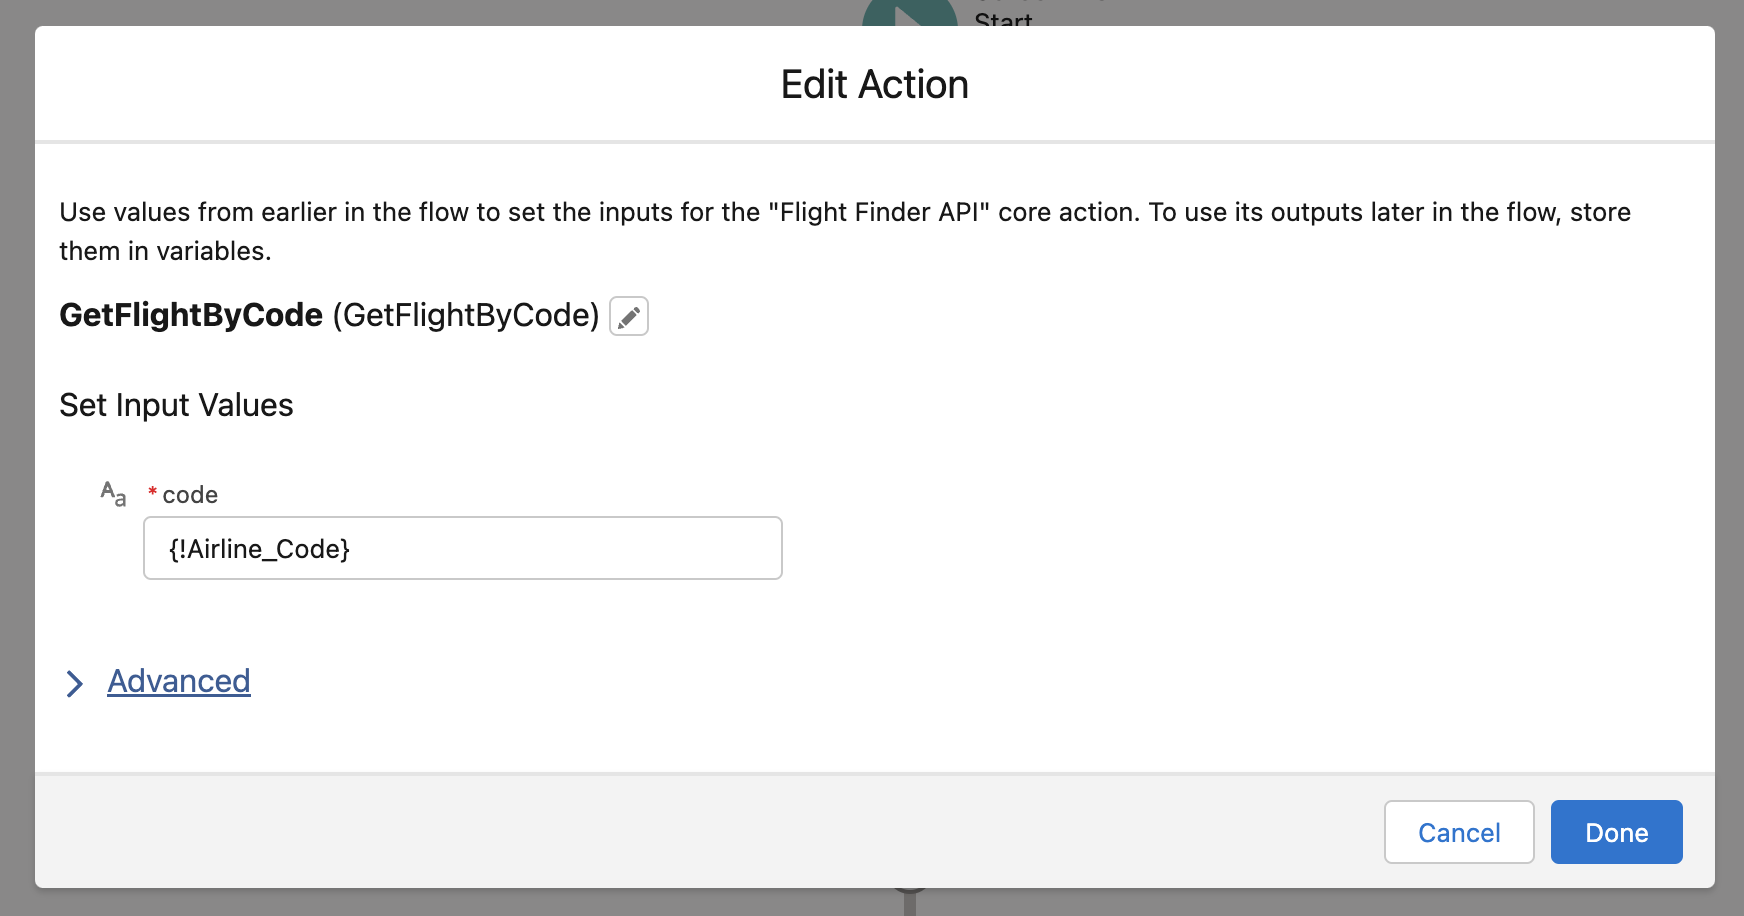 Start
Edit Action
Use values from earlier in the flow to set the inputs for the "Flight Finder API" core action. To use its outputs later in the flow, store
them in variables.
GetFlightByCode (GetFlightByCode)
Set Input Values
Aa * code
{!Airline_Code}
Advanced
Cancel Done